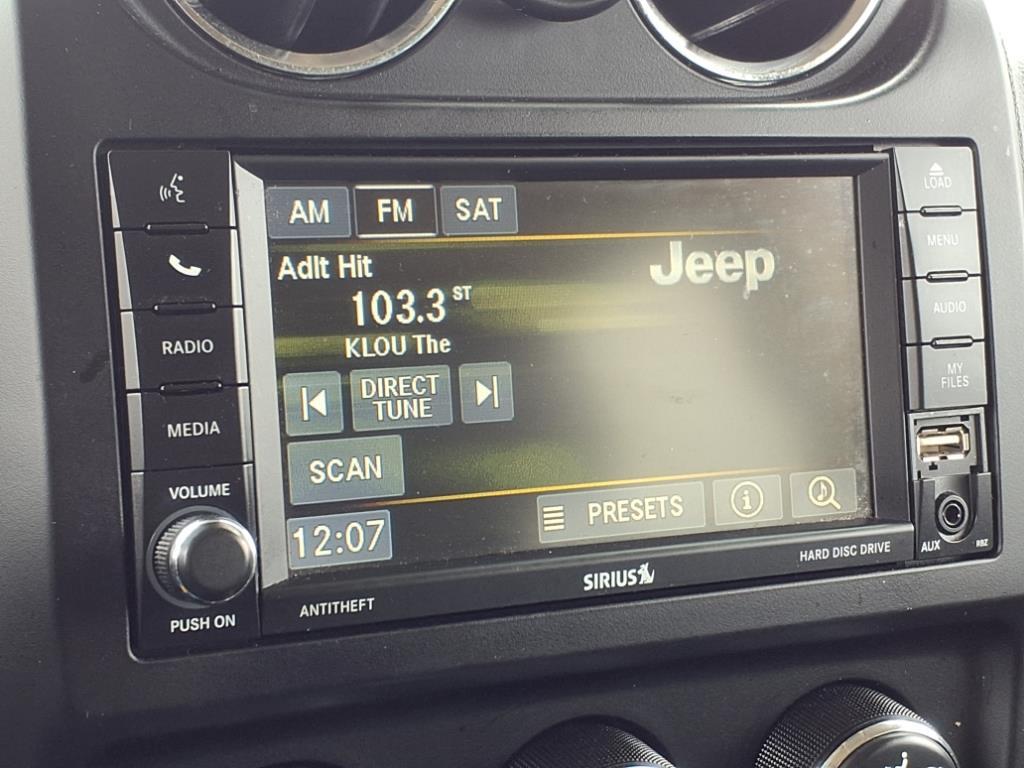 AM FM SAT
Adlt Hit
Jeep
103.3 ST
KLOU The
DIRECT
TUNE
SCAN
12:07
PRESETS
i
RADIO
MEDIA
VOLUME
PUSH ON
LOAD
MENU
AUDIO
MY
FILES
AUX RBZ
ANTITHEFT
SIRIUS
HARD DISC DRIVE